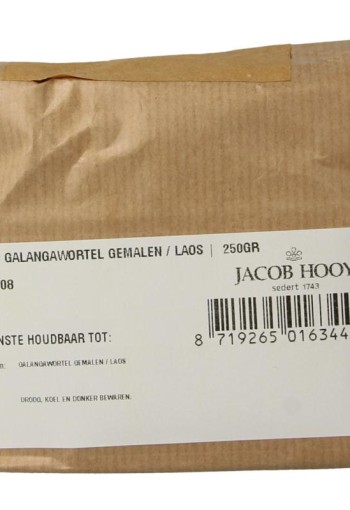 GALANGAWORTEL GEMALEN / LAOS | 250GR
08
JACOB HOOY
sedert 1743
NSTE HOUDBAAR TOT:
8 719265 01634
GALANGAWORTEL GEMALEN / LAOS
DROOG, KOEL EN DONKER BEWAREN.